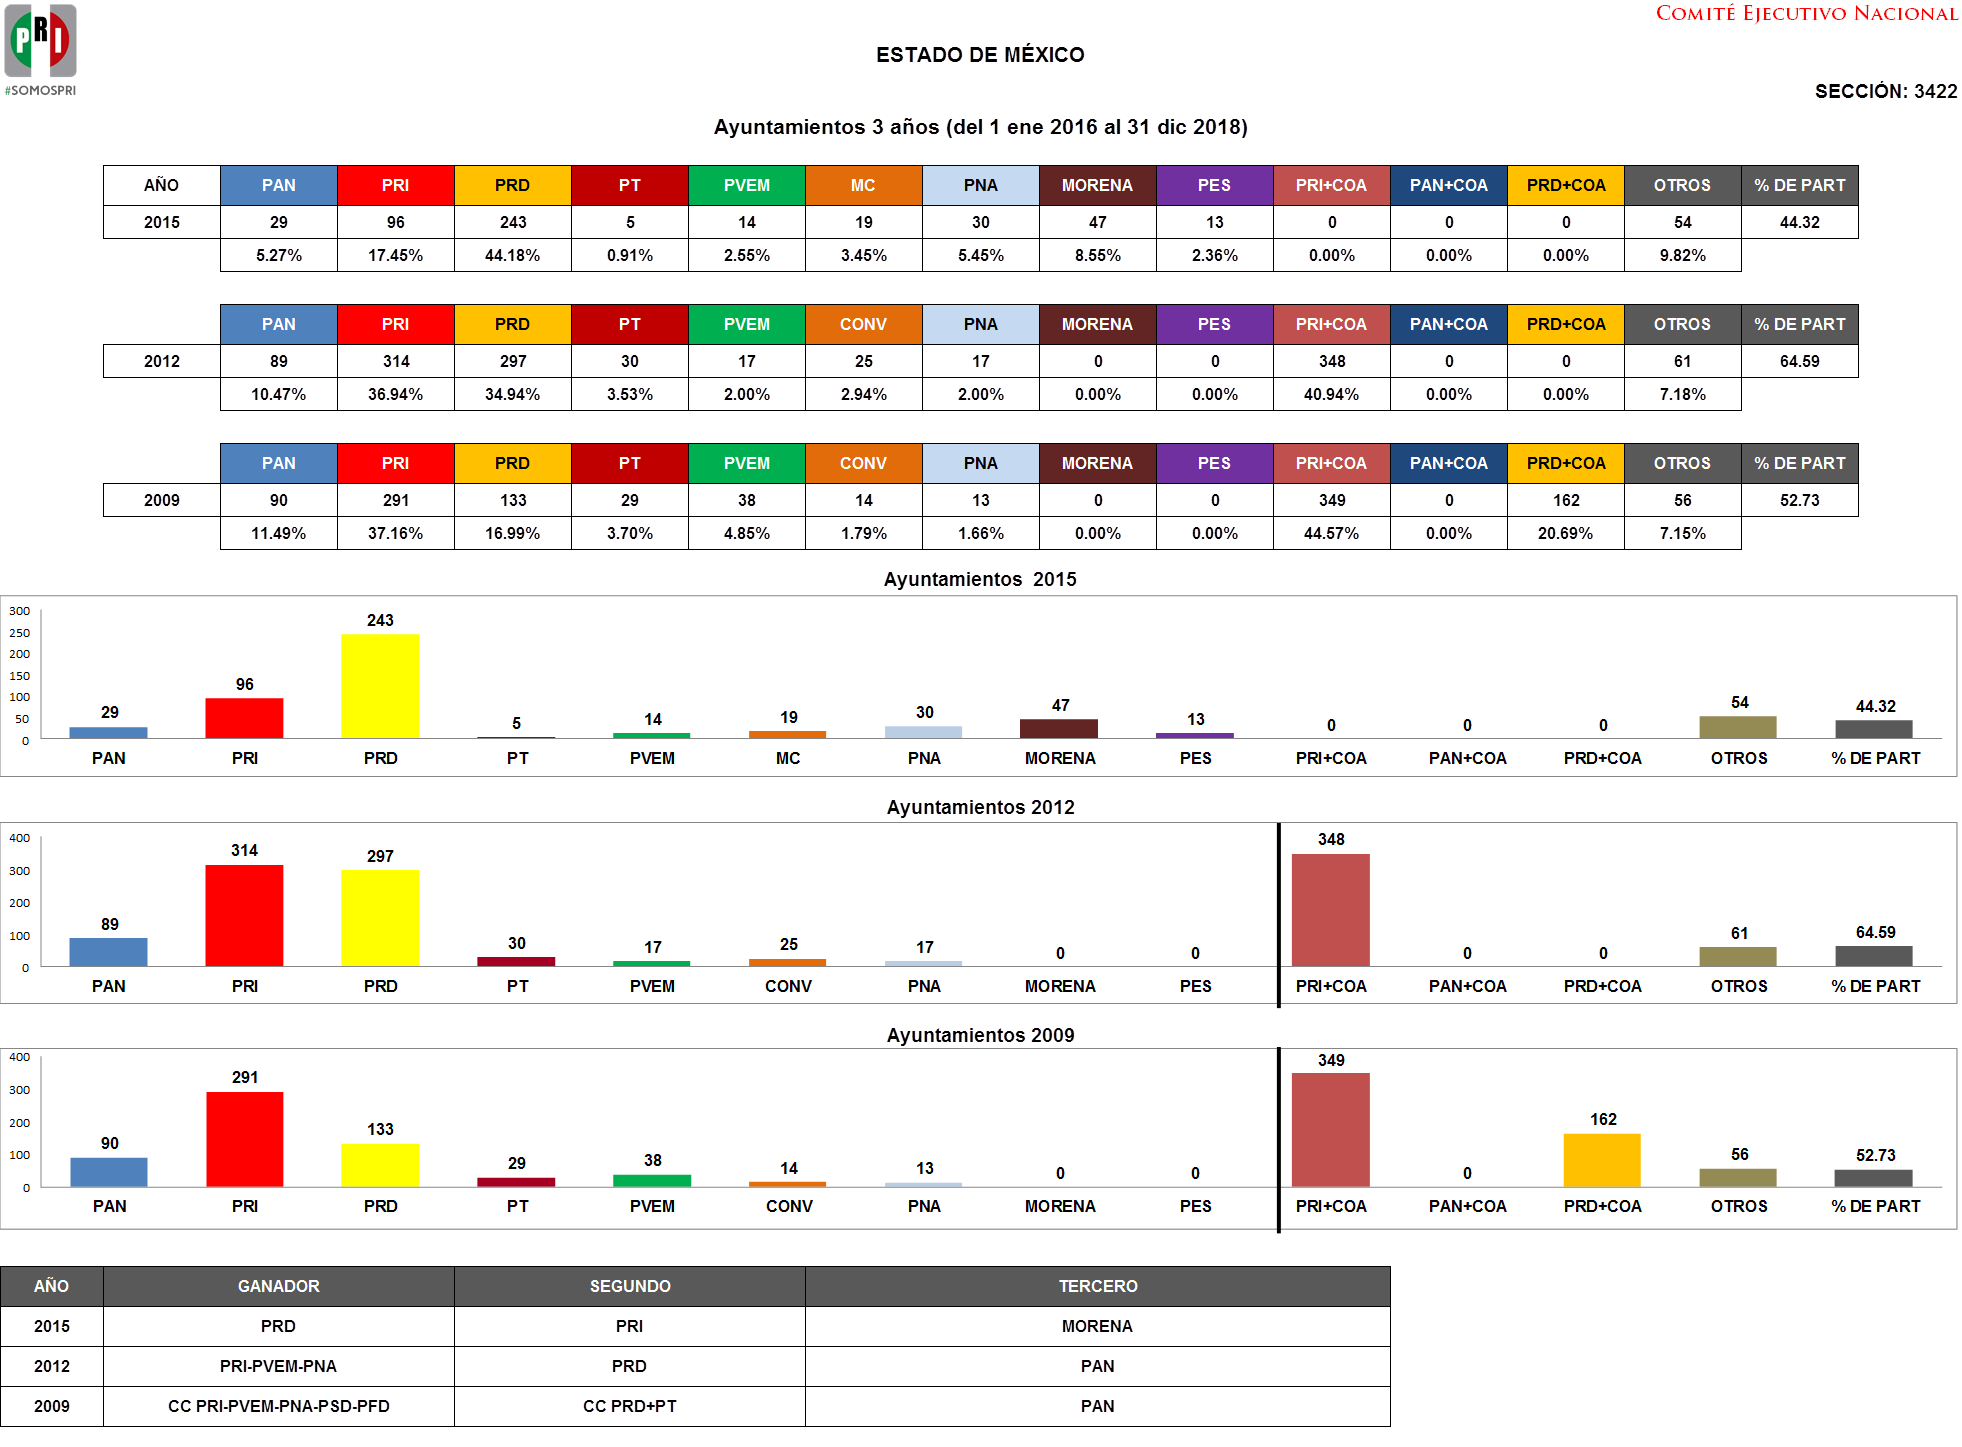 PRI
#SOMOSPRI
COMITÉ EJECUTIVO NACIONAL
ESTADO DE MÉXICO
SECCIÓN: 3422
Ayuntamientos 3 años (del 1 ene 2016 al 31 dic 2018)
AÑO PAN PRI PRD PT PVEM MC PNA MORENA PES PRI+COA PAN+COA PRD+COA OTROS % DE PART
2015 29 96 243 5 14 19 30 47 13 0 0 0 54 44.32
5.27% 17.45% 44.18% 0.91% 2.55% 3.45% 5.45% 8.55% 2.36% 0.00% 0.00% 0.00% 9.82%
PAN PRI PRD PT PVEM CONV PNA MORENA PES PRI+COA PAN+COA PRD+COA OTROS % DE PART
2012 89 314 297 30 17 25 17 0 0 348 0 0 61 64.59
10.47% 36.94% 34.94% 3.53% 2.00% 2.94% 2.00% 0.00% 0.00% 40.94% 0.00% 0.00% 7.18%
PAN PRI PRD PT PVEM CONV PNA MORENA PES PRI+COA PAN+COA PRD+COA OTROS % DE PART
2009 90 291 133 29 38 14 13 0 0 349 0 162 56 52.73
11.49% 37.16% 16.99% 3.70% 4.85% 1.79% 1.66% 0.00% 0.00% 44.57% 0.00% 20.69% 7.15%
Ayuntamientos 2015
300
250
200
150
100
50
0
29 96 243 5 14 19 30 47 13 0 0 0 54 44.32
PAN PRI PRD PT PVEM MC PNA MORENA PES PRI+COA PAN+COA PRD+COA OTROS % DE PART
Ayuntamientos 2012
400
300
200
100
0
89 314 297 30 17 25 17 0 0 348 0 0 61 64.59
PAN PRI PRD PT PVEM CONV PNA MORENA PES PRI+COA PAN+COA PRD+COA OTROS % DE PART
Ayuntamientos 2009
400
300
200
100
0
90 291 133 29 38 14 13 0 0 349 0 162 56 52.73
PAN PRI PRD PT PVEM CONV PNA MORENA PES PRI+COA PAN+COA PRD+COA OTROS % DE PART
AÑO GANADOR SEGUNDO TERCERO
2015 PRD PRI MORENA
2012 PRI-PVEM-PNA PRD PAN
2009 CC PRI-PVEM-PNA-PSD-PFD CC PRD+PT PAN